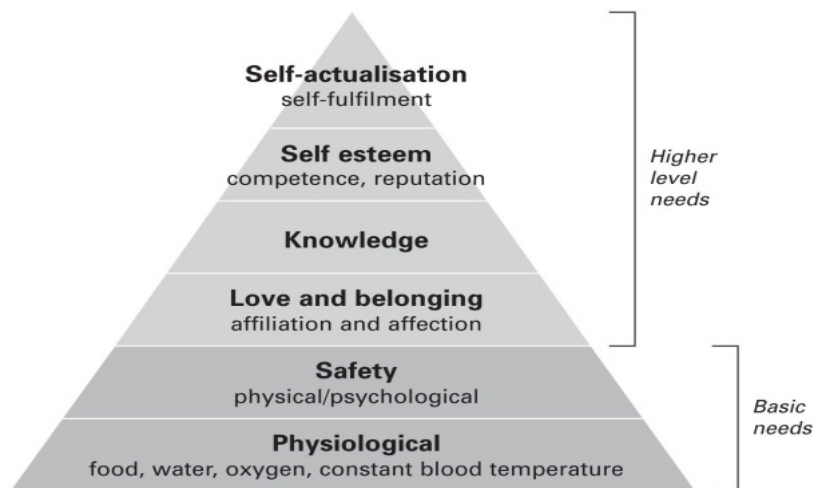 Self-actualisation
self-fulfilment
Self esteem
competence, reputation
Knowledge
Love and belonging
affiliation and affection
Safety
physical/psychological
Physiological
food, water, oxygen, constant blood temperature
Higher
level
needs
Basic
needs